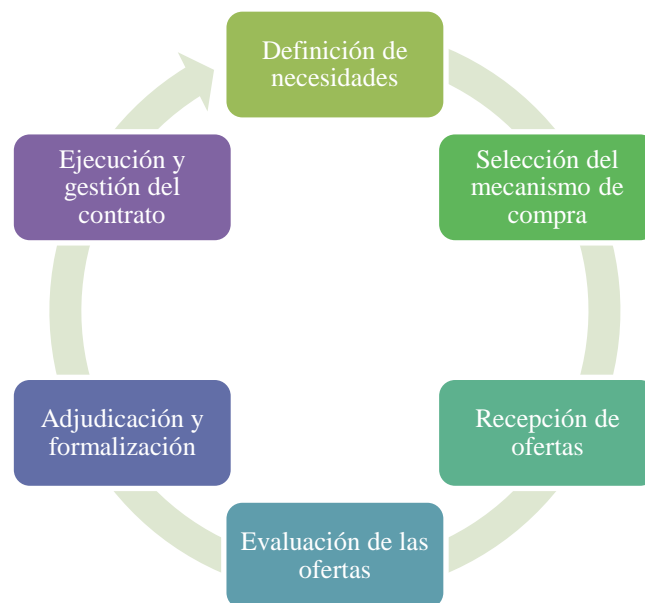 Definición de
necesidades
Selección del
mecanismo de
compra
Recepción de
ofertas
Evaluación de las
ofertas
Adjudicación y
formalización
Ejecución y
gestión del
contrato